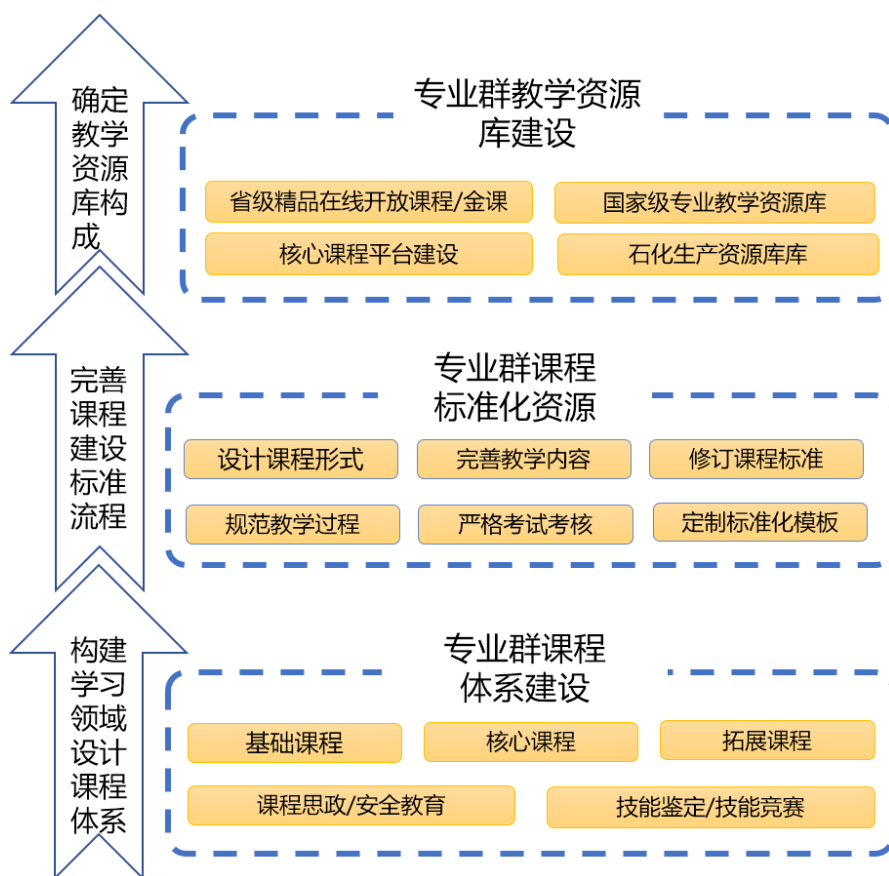 确定
教学
资源
库构
成
专业群教学资源
库建设
省级精品在线开放课程/金课
国家级专业教学资源库
核心课程平台建设
石化生产资源库库
完善
课程
建设
标准
流程
专业群课程
标准化资源
设计课程形式
完善教学内容
修订课程标准
规范教学过程
严格考试考核
定制标准化模板
构建
学习
领域
设计
课程
体系
专业群课程
体系建设
基础课程
核心课程
拓展课程
课程思政/安全教育
技能鉴定/技能竞赛